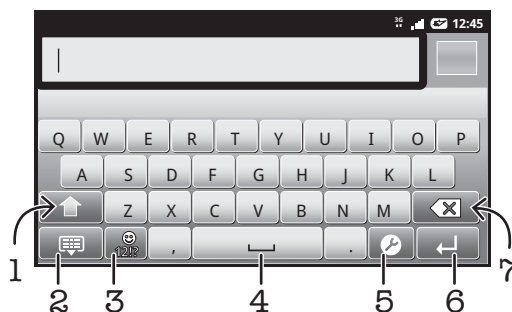 3G 12:45
Q W E R T Y U I O P
A S D F G H J K L
Z X C V B N M
12!? , .
1 2 3 4 5 6 7